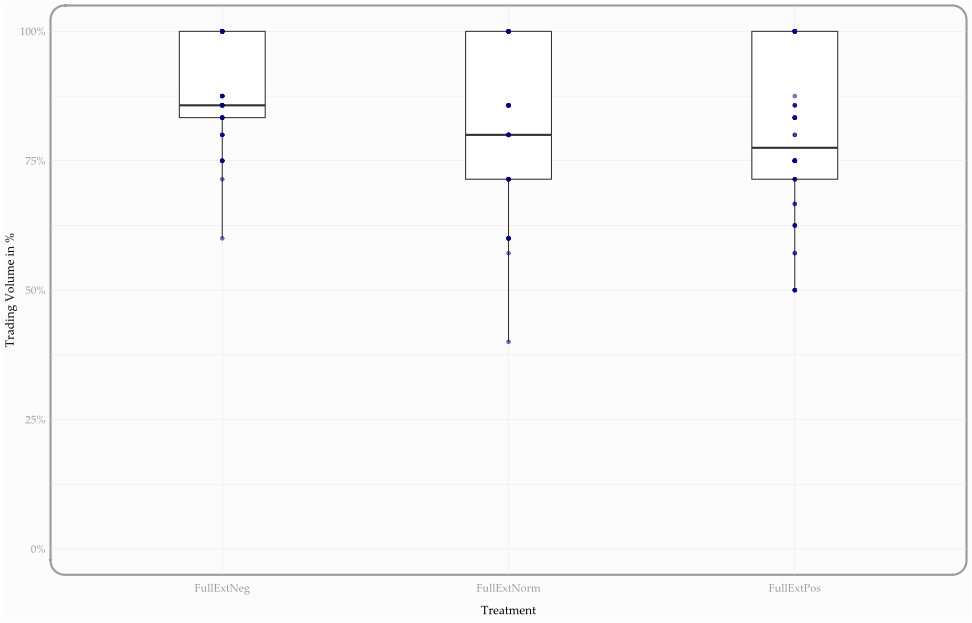 100%
75%
50%
25%
0%
Trading Volume in %
FullExtNeg
FullExtNorm
FullExtPos
Treatment